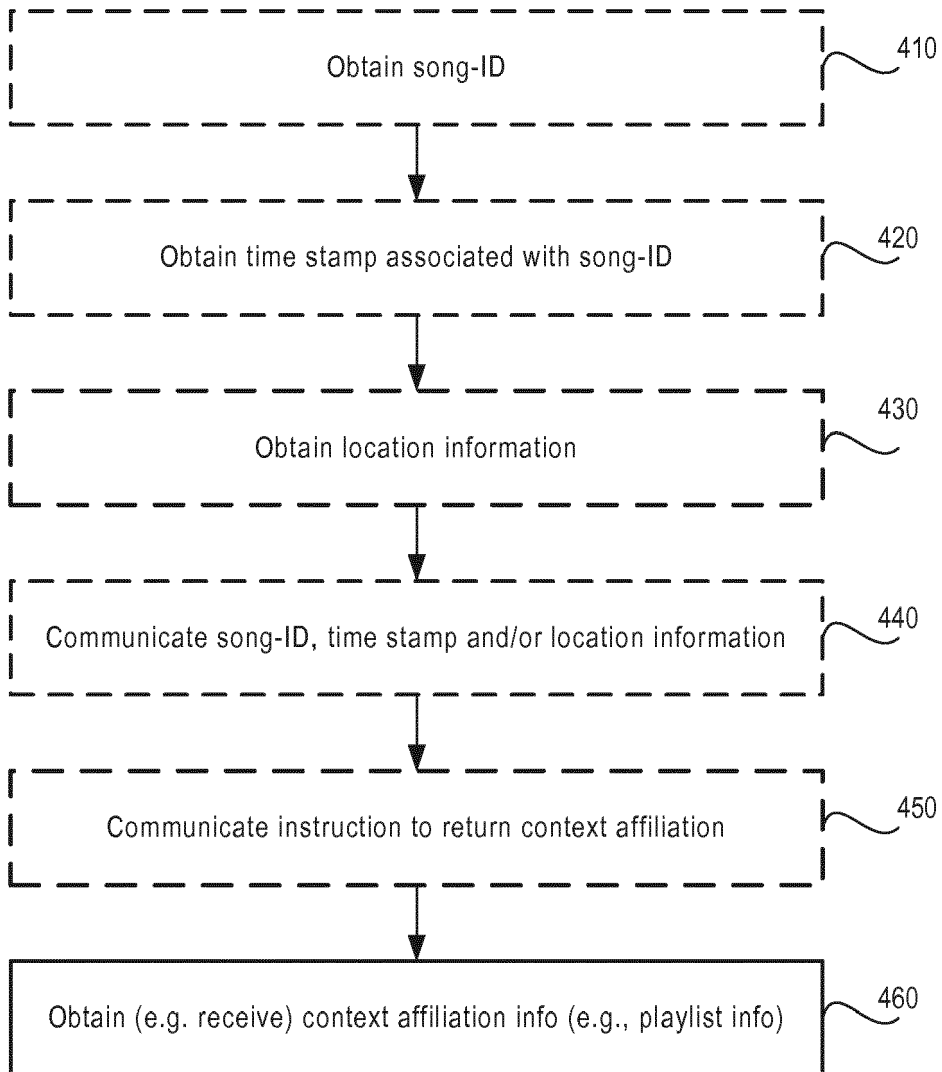 Obtain song-ID
410
Obtain time stamp associated with song-ID
420
Obtain location information
430
Communicate song-ID, time stamp and/or location information
440
Communicate instruction to return context affiliation
450
Obtain (e.g. receive) context affiliation info (e.g., playlist info)
460